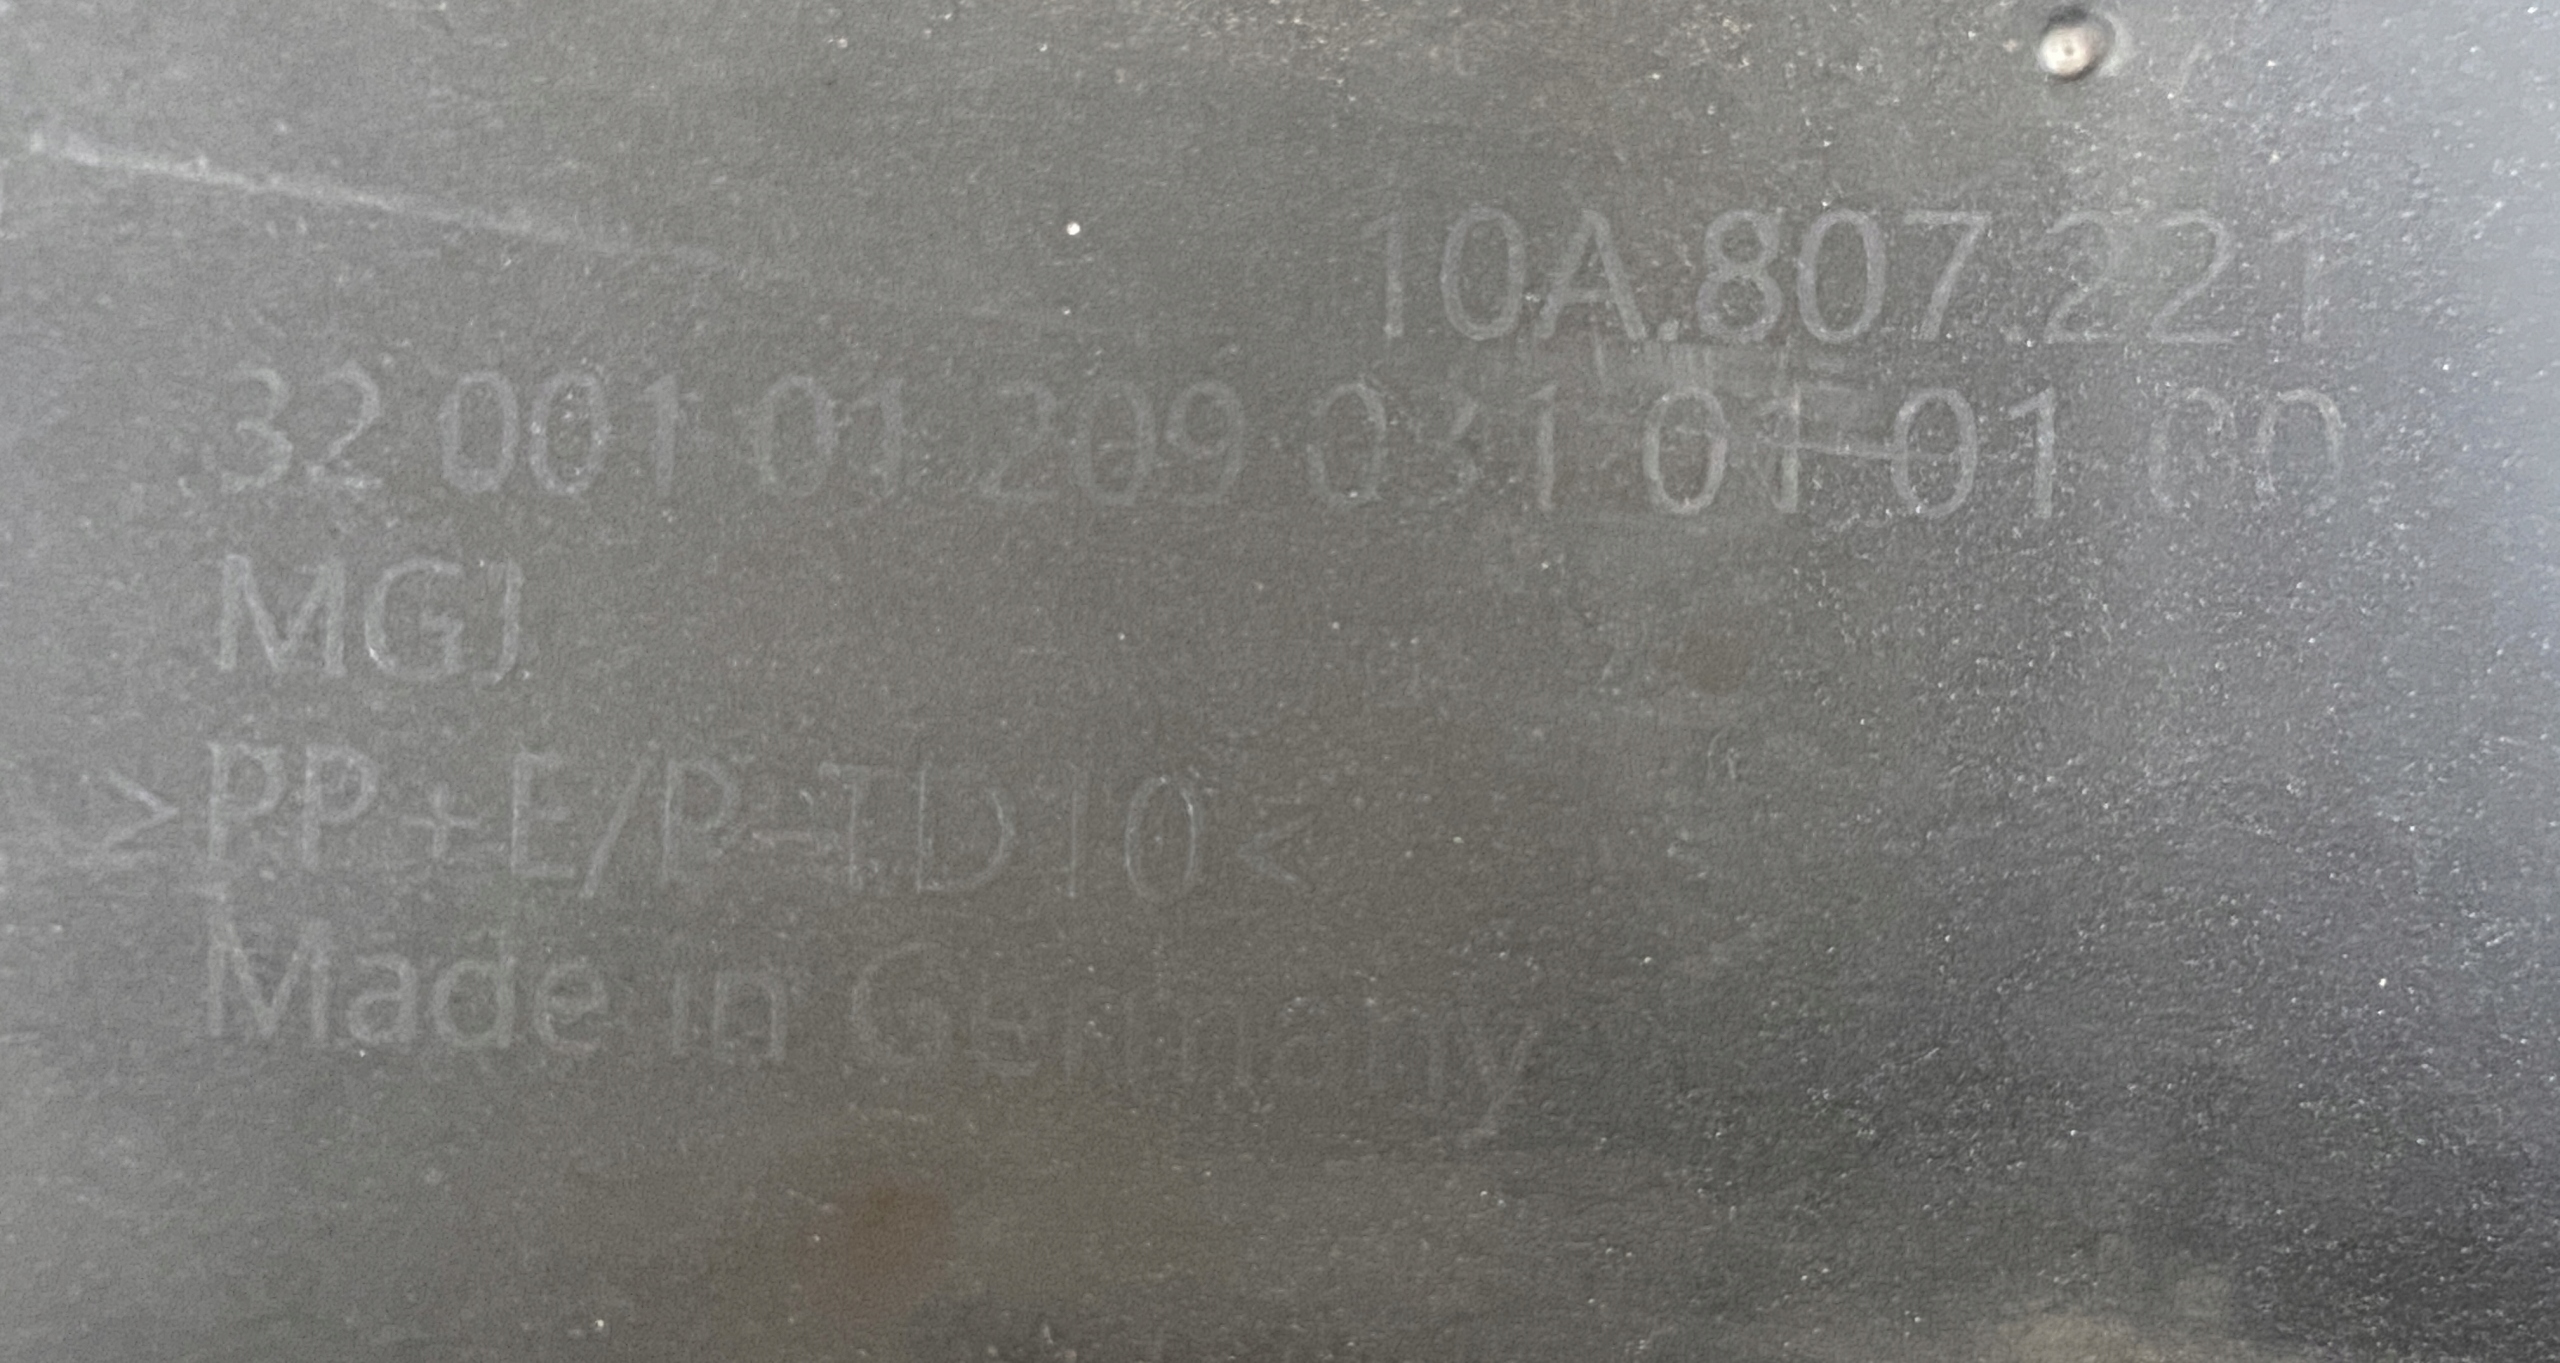 10A.807.221
32 001 01 209 031 01 01 00
MGJ
>PP+E/P-TD10<
Made in Germany